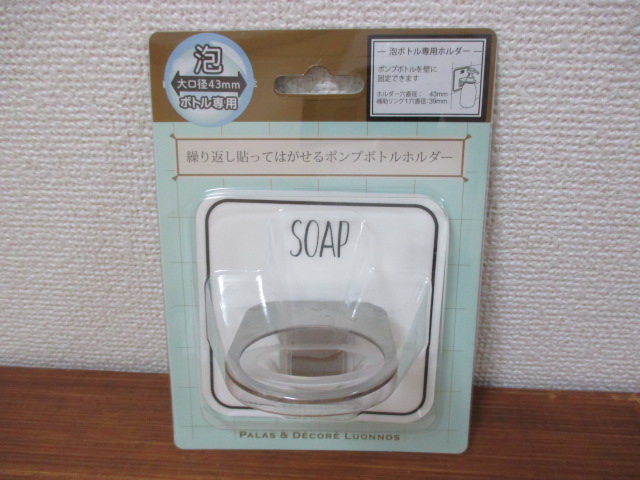 泡
大口径43mm
ボトル専用
泡ボトル専用ホルダー
ポンプボトルを壁に
固定できます
ホルダー穴直径： 43mm
補助リング1穴直径：39mm
繰り返し貼ってはがせるポンプボトルホルダー
SOAP
PALAS & DÉCORÉ LUONNOS